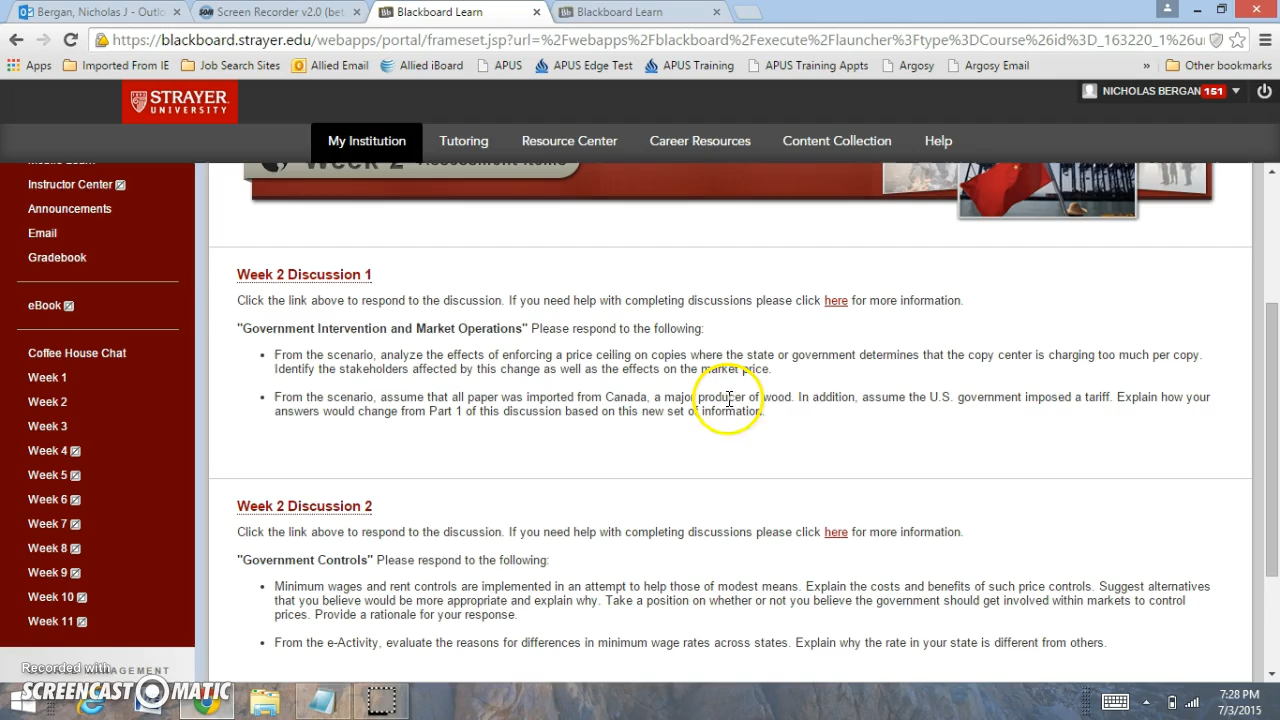 Bergan, Nicholas J - Outlo
Screen Recorder v2.0 (bet
Blackboard Learn
Blackboard Learn
https://blackboard.strayer.edu/webapps/portal/frameset.jsp?url=%2Fwebapps%2Fblackboard%2Fexecute%2Flauncher%3Ftype%3DCourse%26id%3D_163220_1%26u
Apps Imported From IE Job Search Sites Allied Email Allied iBoard APUS APUS Edge Test APUS Training APUS Training Appts Argosy Argosy Email » Other bookmarks
STRAYER
UNIVERSITY
NICHOLAS BERGAN 151
My Institution Tutoring Resource Center Career Resources Content Collection Help
Week 2 Assessment Items
Mobile Learn
Instructor Center
Announcements
Email
Gradebook
eBook
Coffee House Chat
Week 1
Week 2
Week 3
Week 4
Week 5
Week 6
Week 7
Week 8
Week 9
Week 10
Week 11
Week 2 Discussion 1
Click the link above to respond to the discussion. If you need help with completing discussions please click here for more information.
"Government Intervention and Market Operations" Please respond to the following:
• From the scenario, analyze the effects of enforcing a price ceiling on copies where the state or government determines that the copy center is charging too much per copy.
Identify the stakeholders affected by this change as well as the effects on the market price.
• From the scenario, assume that all paper was imported from Canada, a major producer of wood. In addition, assume the U.S. government imposed a tariff. Explain how your
answers would change from Part 1 of this discussion based on this new set of information.
Week 2 Discussion 2
Click the link above to respond to the discussion. If you need help with completing discussions please click here for more information.
"Government Controls" Please respond to the following:
• Minimum wages and rent controls are implemented in an attempt to help those of modest means. Explain the costs and benefits of such price controls. Suggest alternatives
that you believe would be more appropriate and explain why. Take a position on whether or not you believe the government should get involved within markets to control
prices. Provide a rationale for your response.
• From the e-Activity, evaluate the reasons for differences in minimum wage rates across states. Explain why the rate in your state is different from others.
Recorded with
MANAGEMENT
SCREENCAST MATIC
7:28 PM
7/3/2015